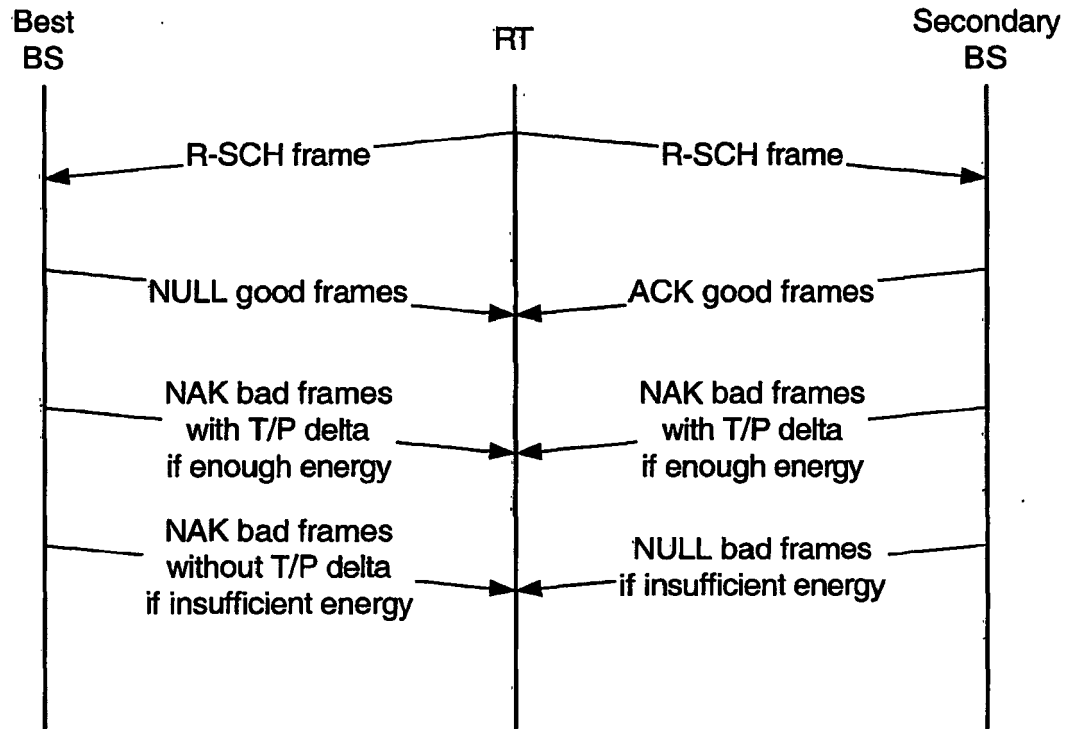 Best
BS
RT
Secondary
BS
R-SCH frame
R-SCH frame
NULL good frames
ACK good frames
NAK bad frames
with T/P delta
if enough energy
NAK bad frames
with T/P delta
if enough energy
NAK bad frames
without T/P delta
if insufficient energy
NULL bad frames
if insufficient energy